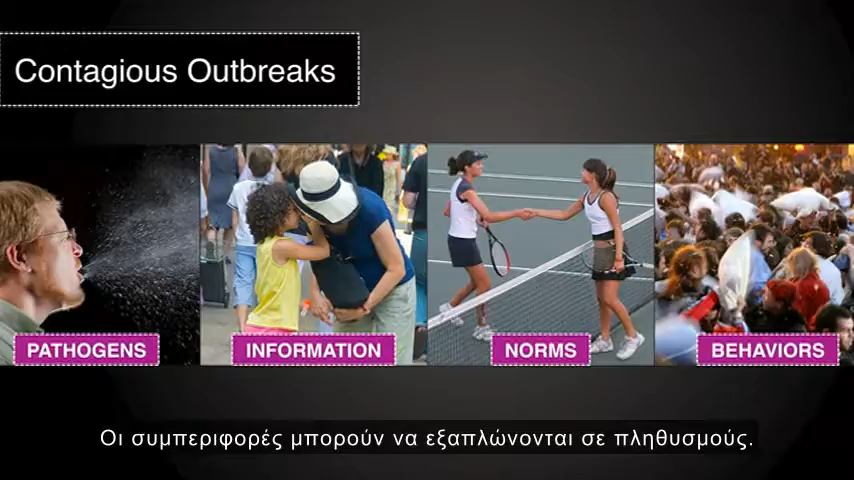 Contagious Outbreaks
PATHOGENS
INFORMATION
NORMS
BEHAVIORS
Οι συμπεριφορές μπορούν να εξαπλώνονται σε πληθυσμούς.